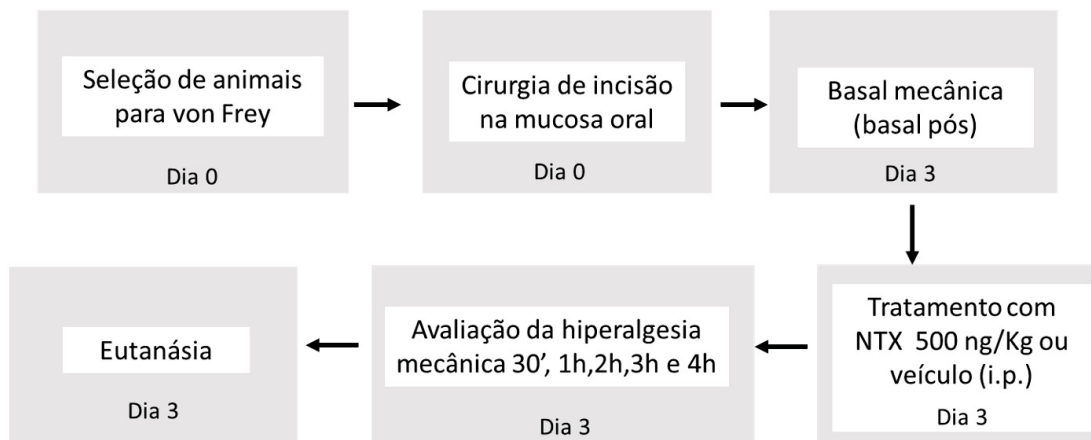 Seleção de animais
para von Frey
Dia 0
Cirurgia de incisão
na mucosa oral
Dia 0
Basal mecânica
(basal pós)
Dia 3
Tratamento com
NTX 500 ng/Kg ou
veículo (i.p.)
Dia 3
Avaliação da hiperalgesia
mecânica 30’, 1h,2h,3h e 4h
Dia 3
Eutanásia
Dia 3